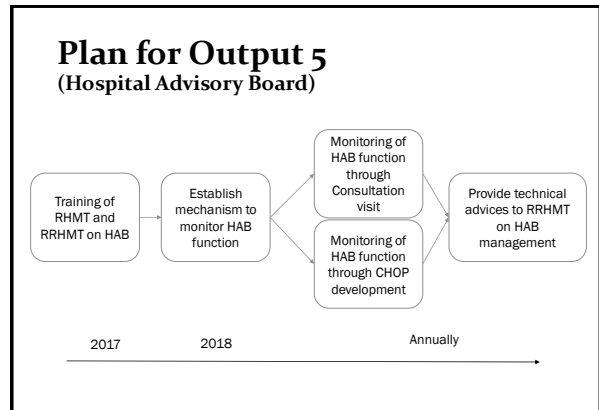 Plan for Output 5
(Hospital Advisory Board)
Training of
RHMT and
RRHMT on HAB
Establish
mechanism to
monitor HAB
function
Monitoring of
HAB function
through
Consultation
visit
Monitoring of
HAB function
through CHOP
development
Provide technical
advices to RRHMT
on HAB
management
2017
2018
Annually